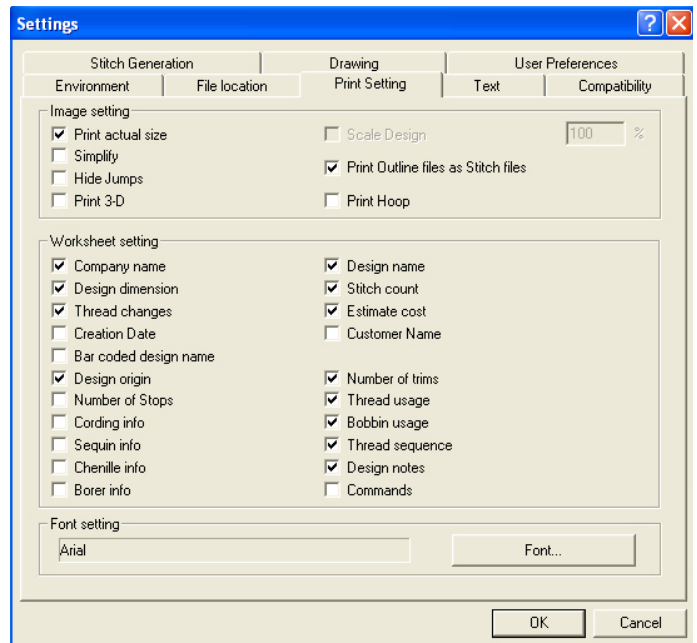 Settings
Stitch Generation Drawing User Preferences
Environment File location Print Setting Text Compatibility
Image setting
Print actual size Scale Design 100 %
Simplify
Print Outline files as Stitch files
Hide Jumps
Print 3-D Print Hoop
Worksheet setting
Company name Design name
Design dimension Stitch count
Thread changes Estimate cost
Creation Date Customer Name
Bar coded design name
Design origin Number of trims
Number of Stops Thread usage
Cording info Bobbin usage
Sequin info Thread sequence
Chenille info Design notes
Borer info Commands
Font setting
Arial Font...
OK Cancel